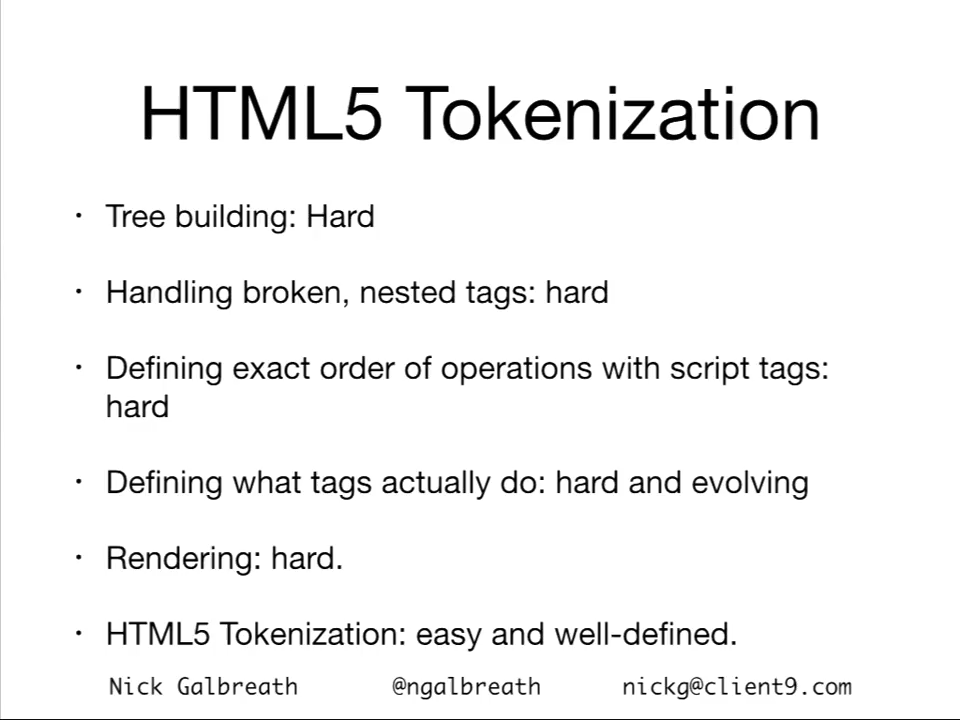 HTML5 Tokenization
• Tree building: Hard
• Handling broken, nested tags: hard
• Defining exact order of operations with script tags:
hard
• Defining what tags actually do: hard and evolving
• Rendering: hard.
• HTML5 Tokenization: easy and well-defined.
Nick Galbreath @ngalbreath nickg@client9.com